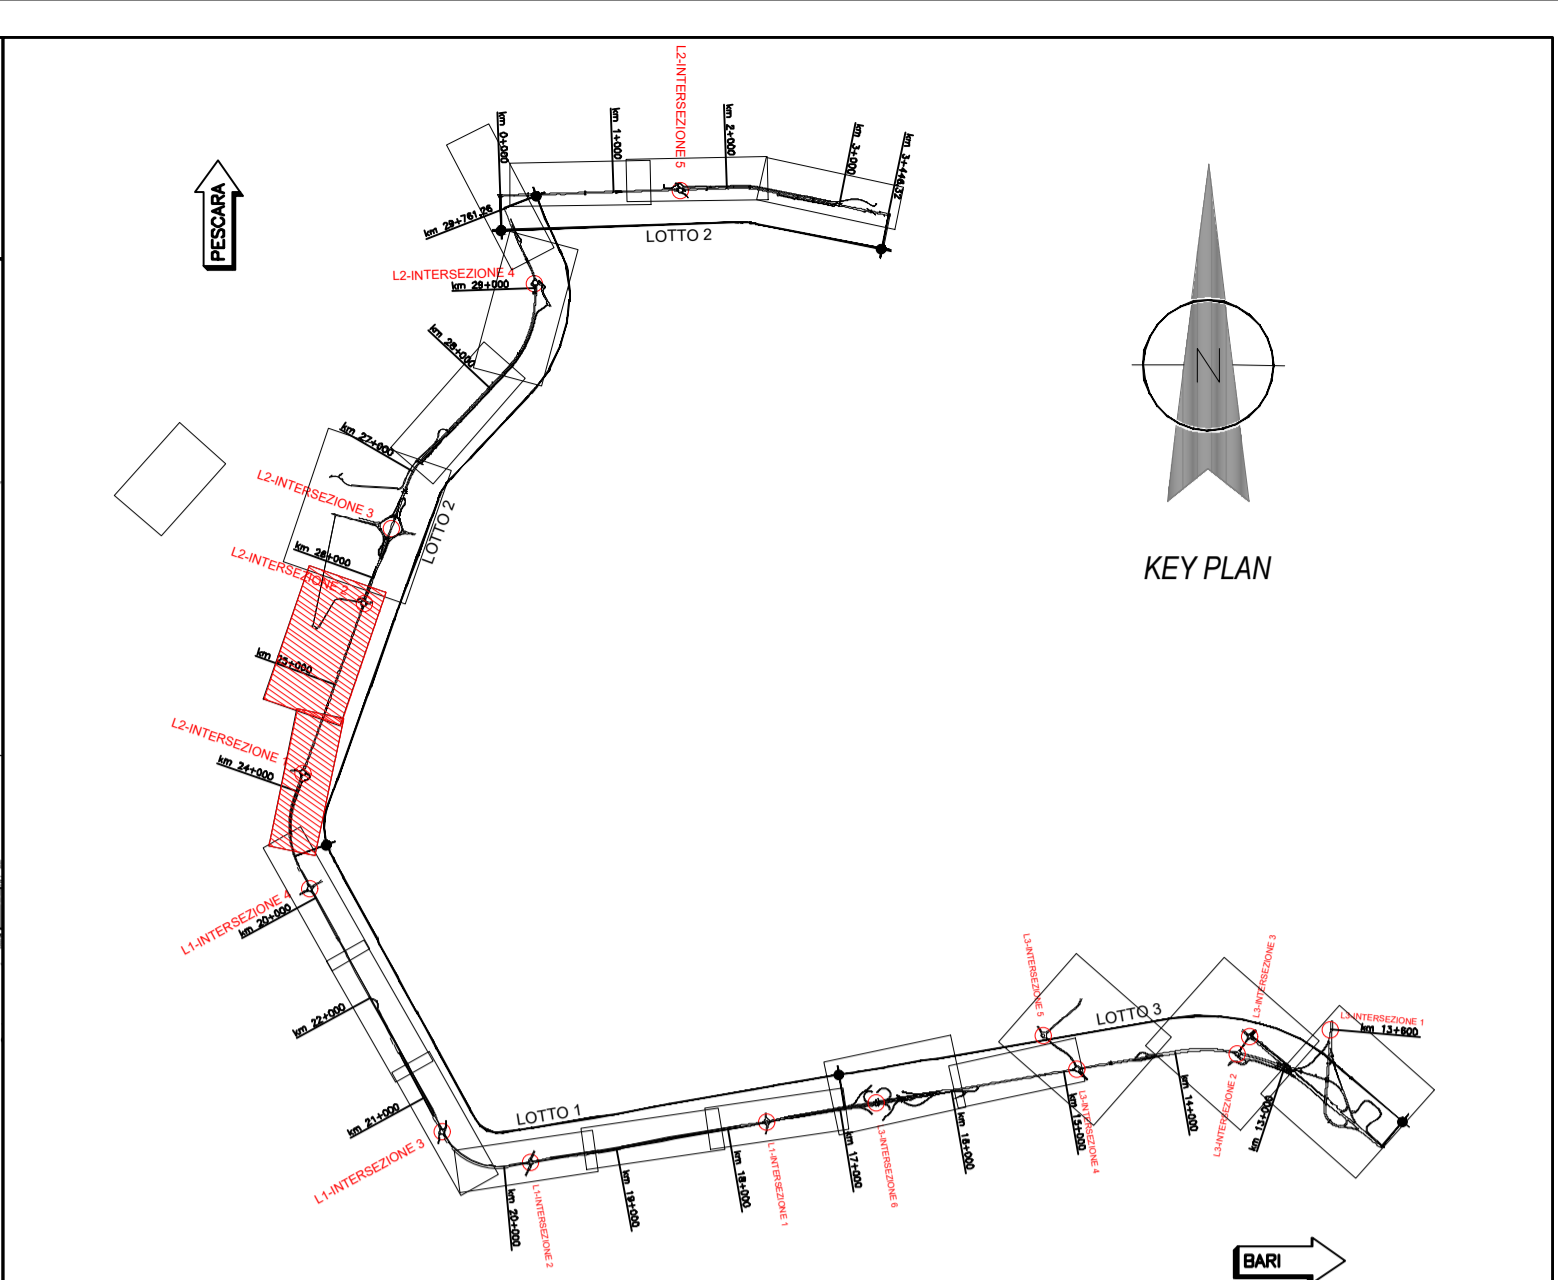 L2-INTERSEZIONE 5
km 0+000
km 1+000
km 2+000
km 3+000
km 3+446.32
PESCARA
km 29+761.26
LOTTO 2
L2-INTERSEZIONE 4
km 29+000
km 28+000
N
km 27+000
L2-INTERSEZIONE 3
LOTTO 2
km 26+000
L2-INTERSEZIONE 2
KEY PLAN
km 25+000
L2-INTERSEZIONE 1
km 24+000
L1-INTERSEZIONE 4
km 20+000
km 22+000
km 21+000
L1-INTERSEZIONE 3
LOTTO 1
L3-INTERSEZIONE 5
LOTTO 3
L3-INTERSEZIONE 3
L3-INTERSEZIONE 1
km 13+600
km 20+000
L1-INTERSEZIONE 2
km 19+000
km 18+000
L1-INTERSEZIONE 1
km 17+000
L3-INTERSEZIONE 6
km 16+000
km 15+000
L3-INTERSEZIONE 4
km 14+000
L3-INTERSEZIONE 2
km 13+000
BARI